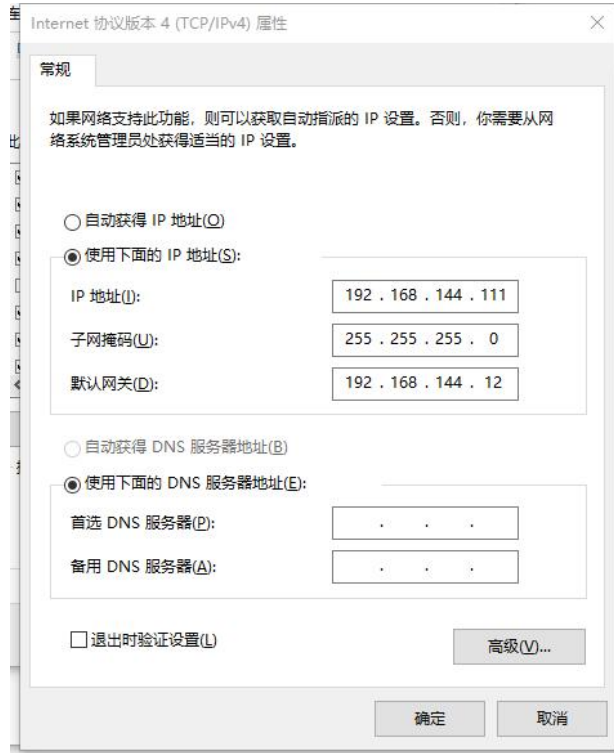 Internet 协议版本 4 (TCP/IPv4) 属性
常规
如果网络支持此功能，则可以获取自动指派的 IP 设置。否则，你需要从网
络系统管理员处获得适当的 IP 设置。
自动获得 IP 地址(O)
使用下面的 IP 地址(S):
IP 地址(I): 192 . 168 . 144 . 111
子网掩码(U): 255 . 255 . 255 . 0
默认网关(D): 192 . 168 . 144 . 12
自动获得 DNS 服务器地址(B)
使用下面的 DNS 服务器地址(E):
首选 DNS 服务器(P): . . .
备用 DNS 服务器(A): . . .
退出时验证设置(L)
高级(V)...
确定 取消